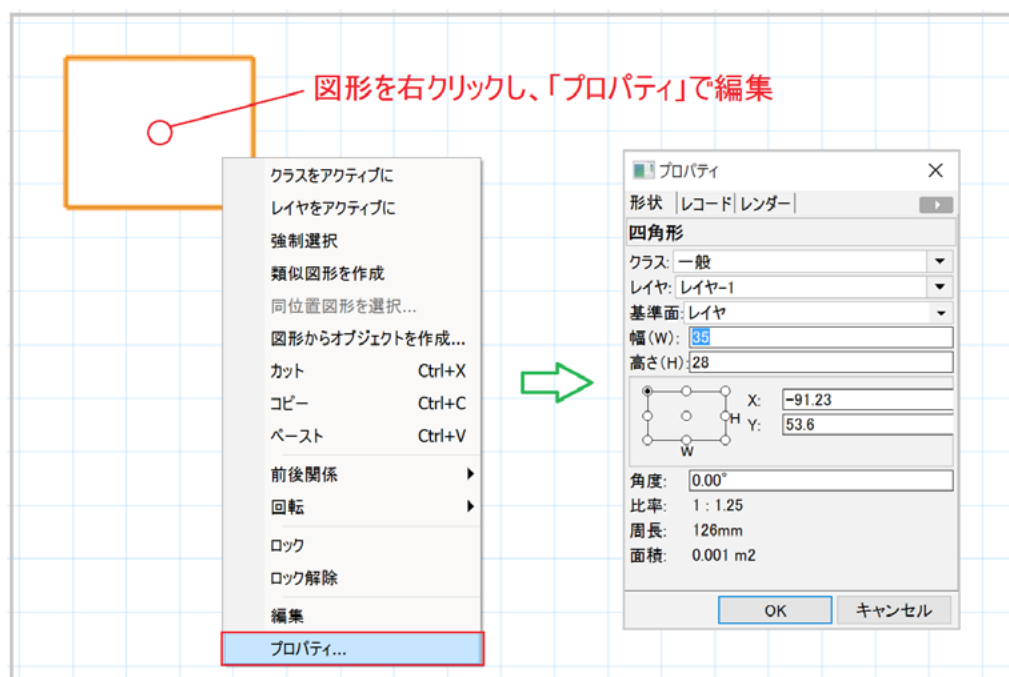 図形を右クリックし、「プロパティ」で編集
クラスをアクティブに
レイヤをアクティブに
強制選択
類似図形を作成
同位置図形を選択...
図形からオブジェクトを作成...
カット Ctrl+X
コピー Ctrl+C
ペースト Ctrl+V
前後関係
回転
ロック
ロック解除
編集
プロパティ...
プロパティ
形状 レコード レンダー
四角形
クラス: 一般
レイヤ: レイヤ-1
基準面: レイヤ
幅(W): 35
高さ(H): 28
X: -91.23
H
Y: 53.6
W
角度: 0.00°
比率: 1 : 1.25
周長: 126mm
面積: 0.001 m2
OK キャンセル